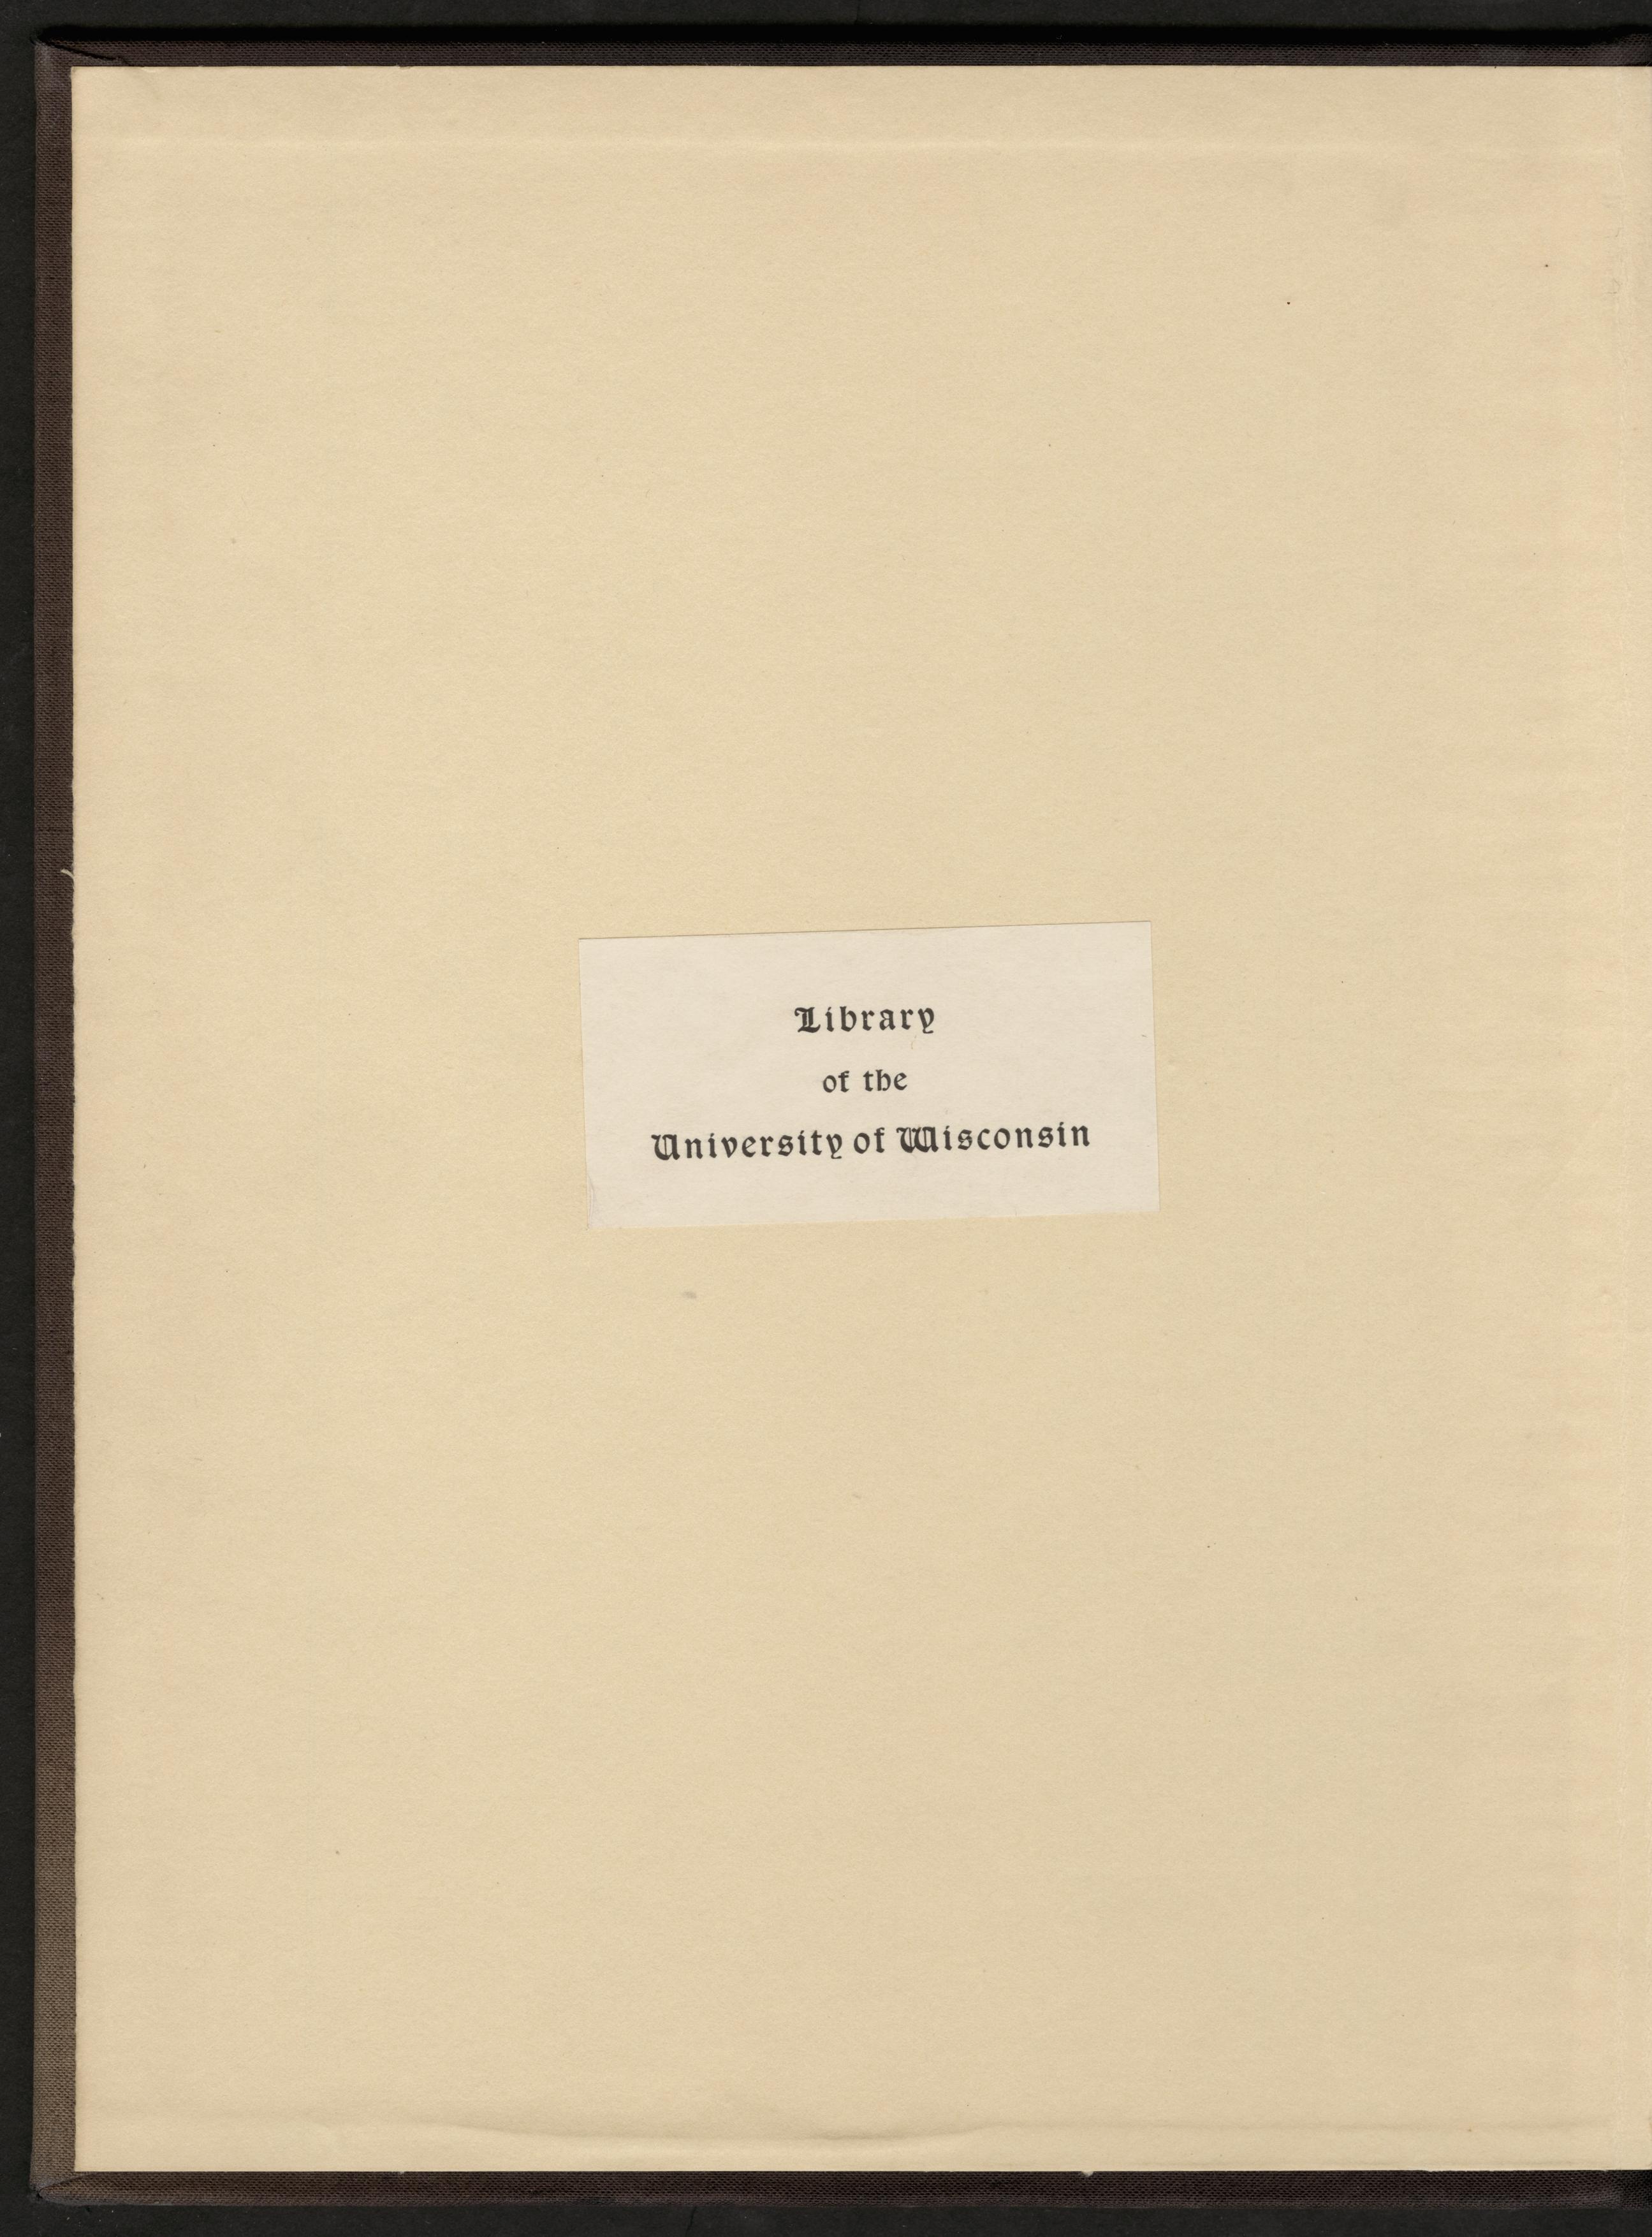 Library
of the
University of Wisconsin